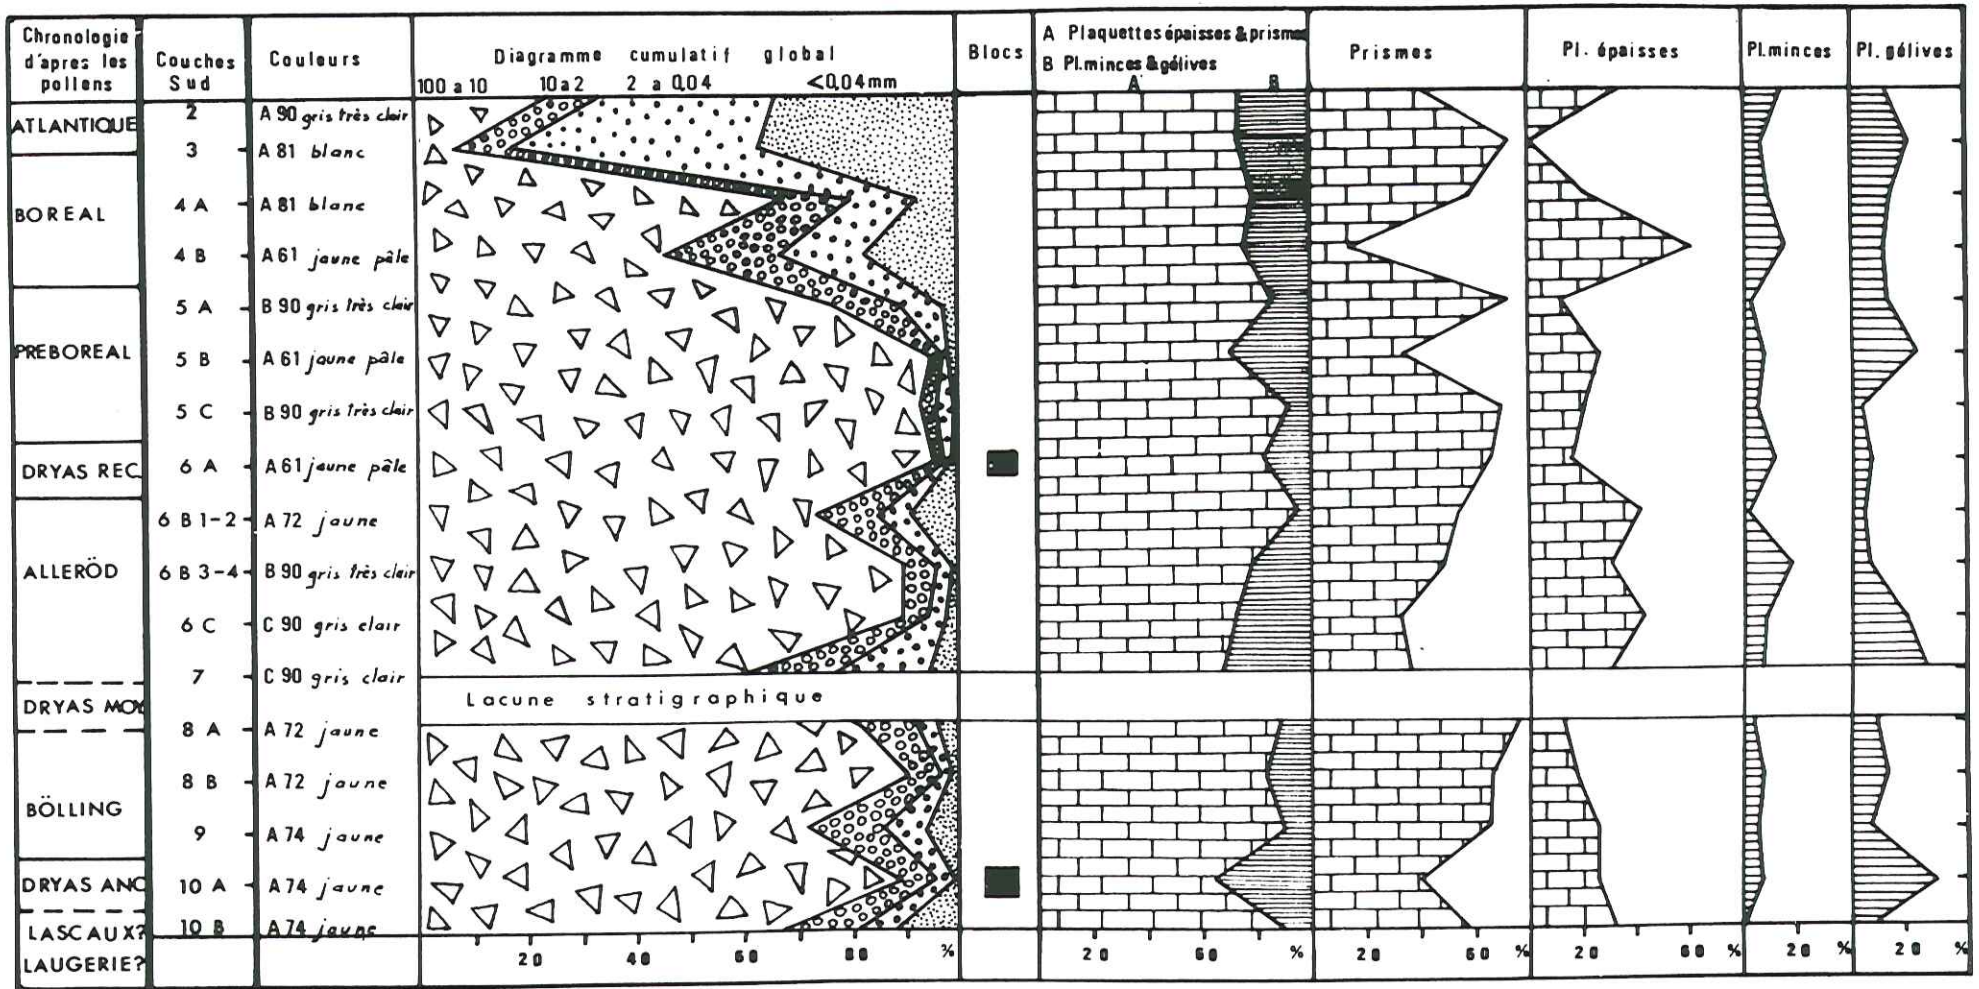 Chronologie
d'apres les
pollens
Couches
Sud
Couleurs
Diagramme cumulatif global
100 a 10 10 a 2 2 a 0,04 <0,04mm
Blocs
A Plaquettes épaisses & prismes
B Pl. minces & gélives
A B
Prismes
Pl. épaisses
Pl.minces
Pl. gélives
ATLANTIQUE
BOREAL
PREBOREAL
DRYAS REC
ALLERÖD
DRYAS MOY
BÖLLING
DRYAS ANC
LASCAUX?
LAUGERIE?
2 A 90 gris très clair
3 A 81 blanc
4 A A 81 blanc
4 B A 61 jaune pâle
5 A B 90 gris très clair
5 B A 61 jaune pâle
5 C B 90 gris très clair
6 A A 61 jaune pâle
6 B 1-2 A 72 jaune
6 B 3-4 B 90 gris très clair
6 C C 90 gris clair
7 C 90 gris clair
Lacune stratigraphique
8 A A 72 jaune
8 B A 72 jaune
9 A 74 jaune
10 A A 74 jaune
10 B A 74 jaune
20 40 60 80 %
20 60 %
20 60 %
20 60 %
20 %
20 %